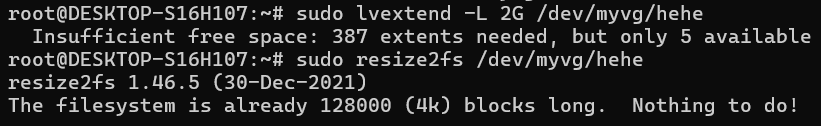 root@DESKTOP-S16H107:~# sudo lvextend -L 2G /dev/myvg/hehe
  Insufficient free space: 387 extents needed, but only 5 available
root@DESKTOP-S16H107:~# sudo resize2fs /dev/myvg/hehe
resize2fs 1.46.5 (30-Dec-2021)
The filesystem is already 128000 (4k) blocks long.  Nothing to do!